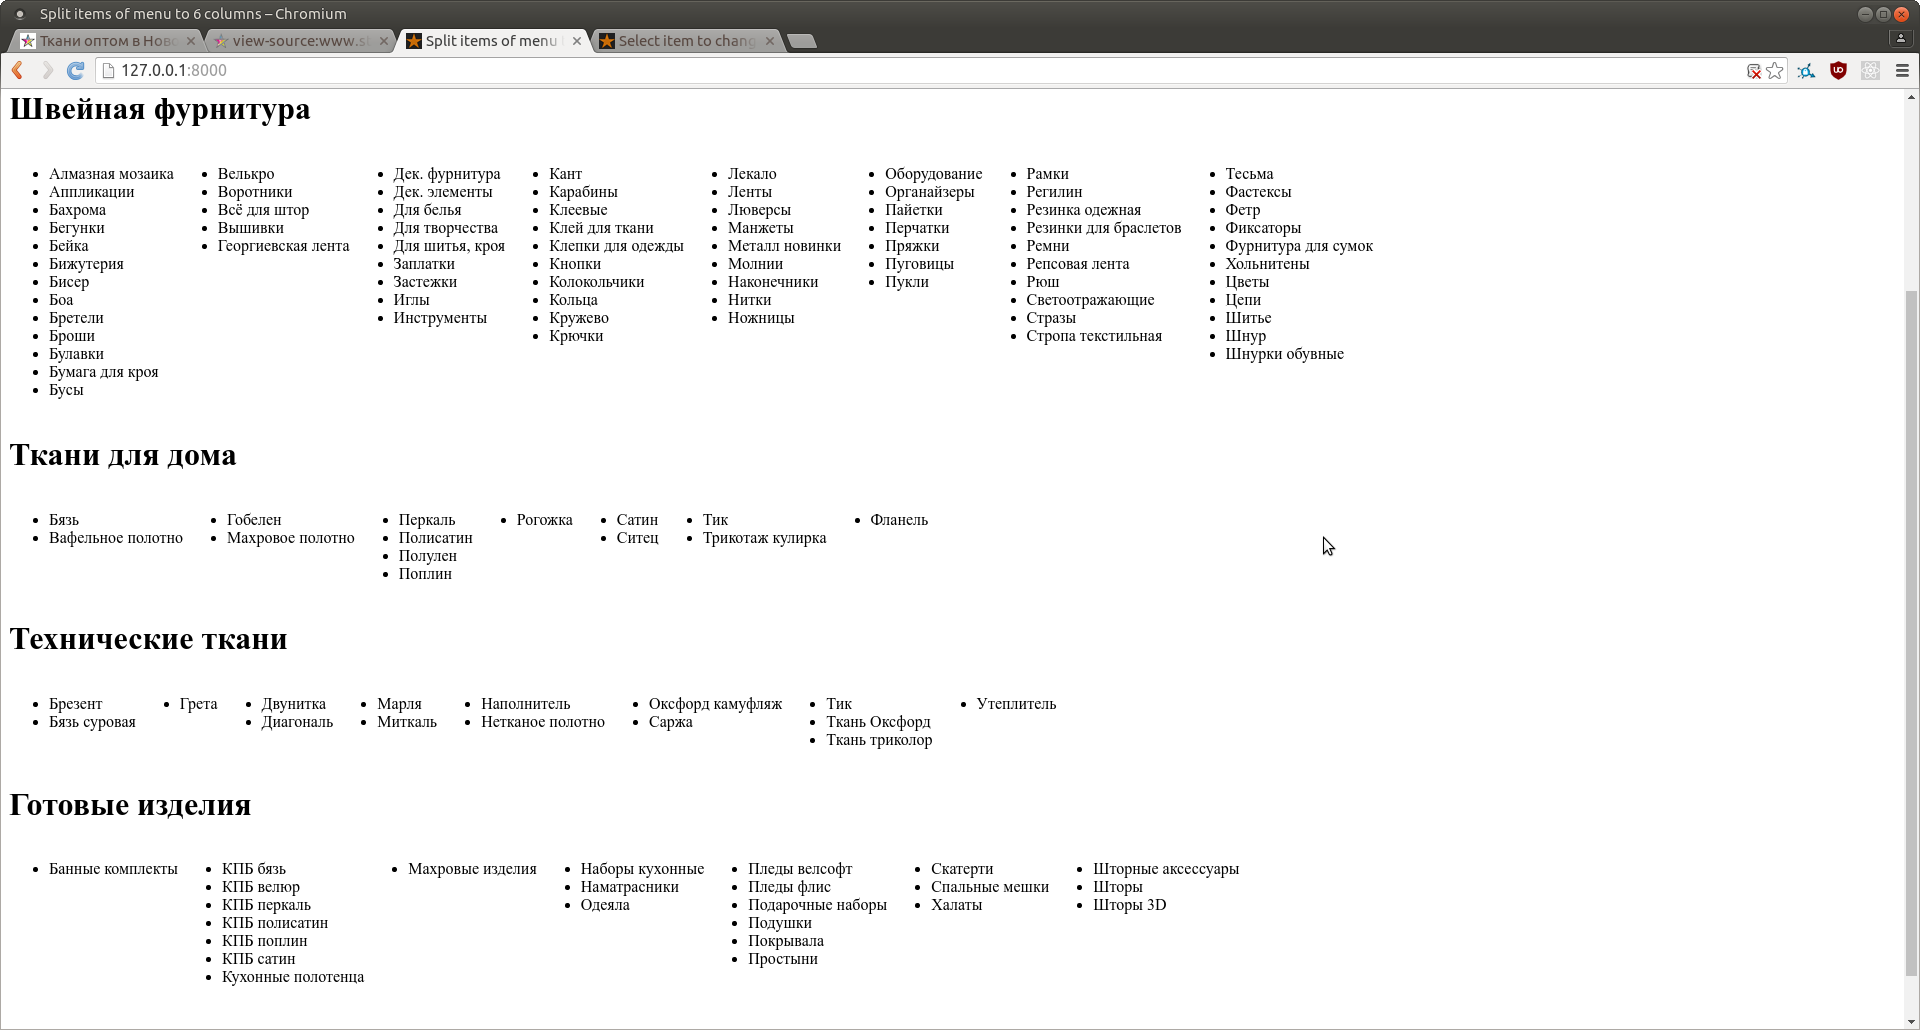 Split items of menu to 6 columns – Chromium
Ткани оптом в Ново
view-source:www.s
Split items of menu
Select item to chang
127.0.0.1:8000
Швейная фурнитура
Алмазная мозаика
Аппликации
Бахрома
Бегунки
Бейка
Бижутерия
Бисер
Боа
Бретели
Броши
Булавки
Бумага для кроя
Бусы
Велькро
Воротники
Всё для штор
Вышивки
Георгиевская лента
Дек. фурнитура
Дек. элементы
Для белья
Для творчества
Для шитья, кроя
Заплатки
Застежки
Иглы
Инструменты
Кант
Карабины
Клеевые
Клей для ткани
Клепки для одежды
Кнопки
Колокольчики
Кольца
Кружево
Крючки
Лекало
Ленты
Люверсы
Манжеты
Металл новинки
Молнии
Наконечники
Нитки
Ножницы
Оборудование
Органайзеры
Пайетки
Перчатки
Пряжки
Пуговицы
Пукли
Рамки
Регилин
Резинка одежная
Резинки для браслетов
Ремни
Репсовая лента
Рюш
Светоотражающие
Стразы
Стропа текстильная
Тесьма
Фастексы
Фетр
Фиксаторы
Фурнитура для сумок
Хольнитены
Цветы
Цепи
Шитье
Шнур
Шнурки обувные
Ткани для дома
Бязь
Вафельное полотно
Гобелен
Махровое полотно
Перкаль
Полисатин
Полулен
Поплин
Рогожка
Сатин
Ситец
Тик
Трикотаж кулирка
Фланель
Технические ткани
Брезент
Бязь суровая
Грета
Двунитка
Диагональ
Марля
Миткаль
Наполнитель
Нетканое полотно
Оксфорд камуфляж
Саржа
Тик
Ткань Оксфорд
Ткань триколор
Утеплитель
Готовые изделия
Банные комплекты
КПБ бязь
КПБ велюр
КПБ перкаль
КПБ полисатин
КПБ поплин
КПБ сатин
Кухонные полотенца
Махровые изделия
Наборы кухонные
Наматрасники
Одеяла
Пледы велсофт
Пледы флис
Подарочные наборы
Подушки
Покрывала
Простыни
Скатерти
Спальные мешки
Халаты
Шторные аксессуары
Шторы
Шторы 3D